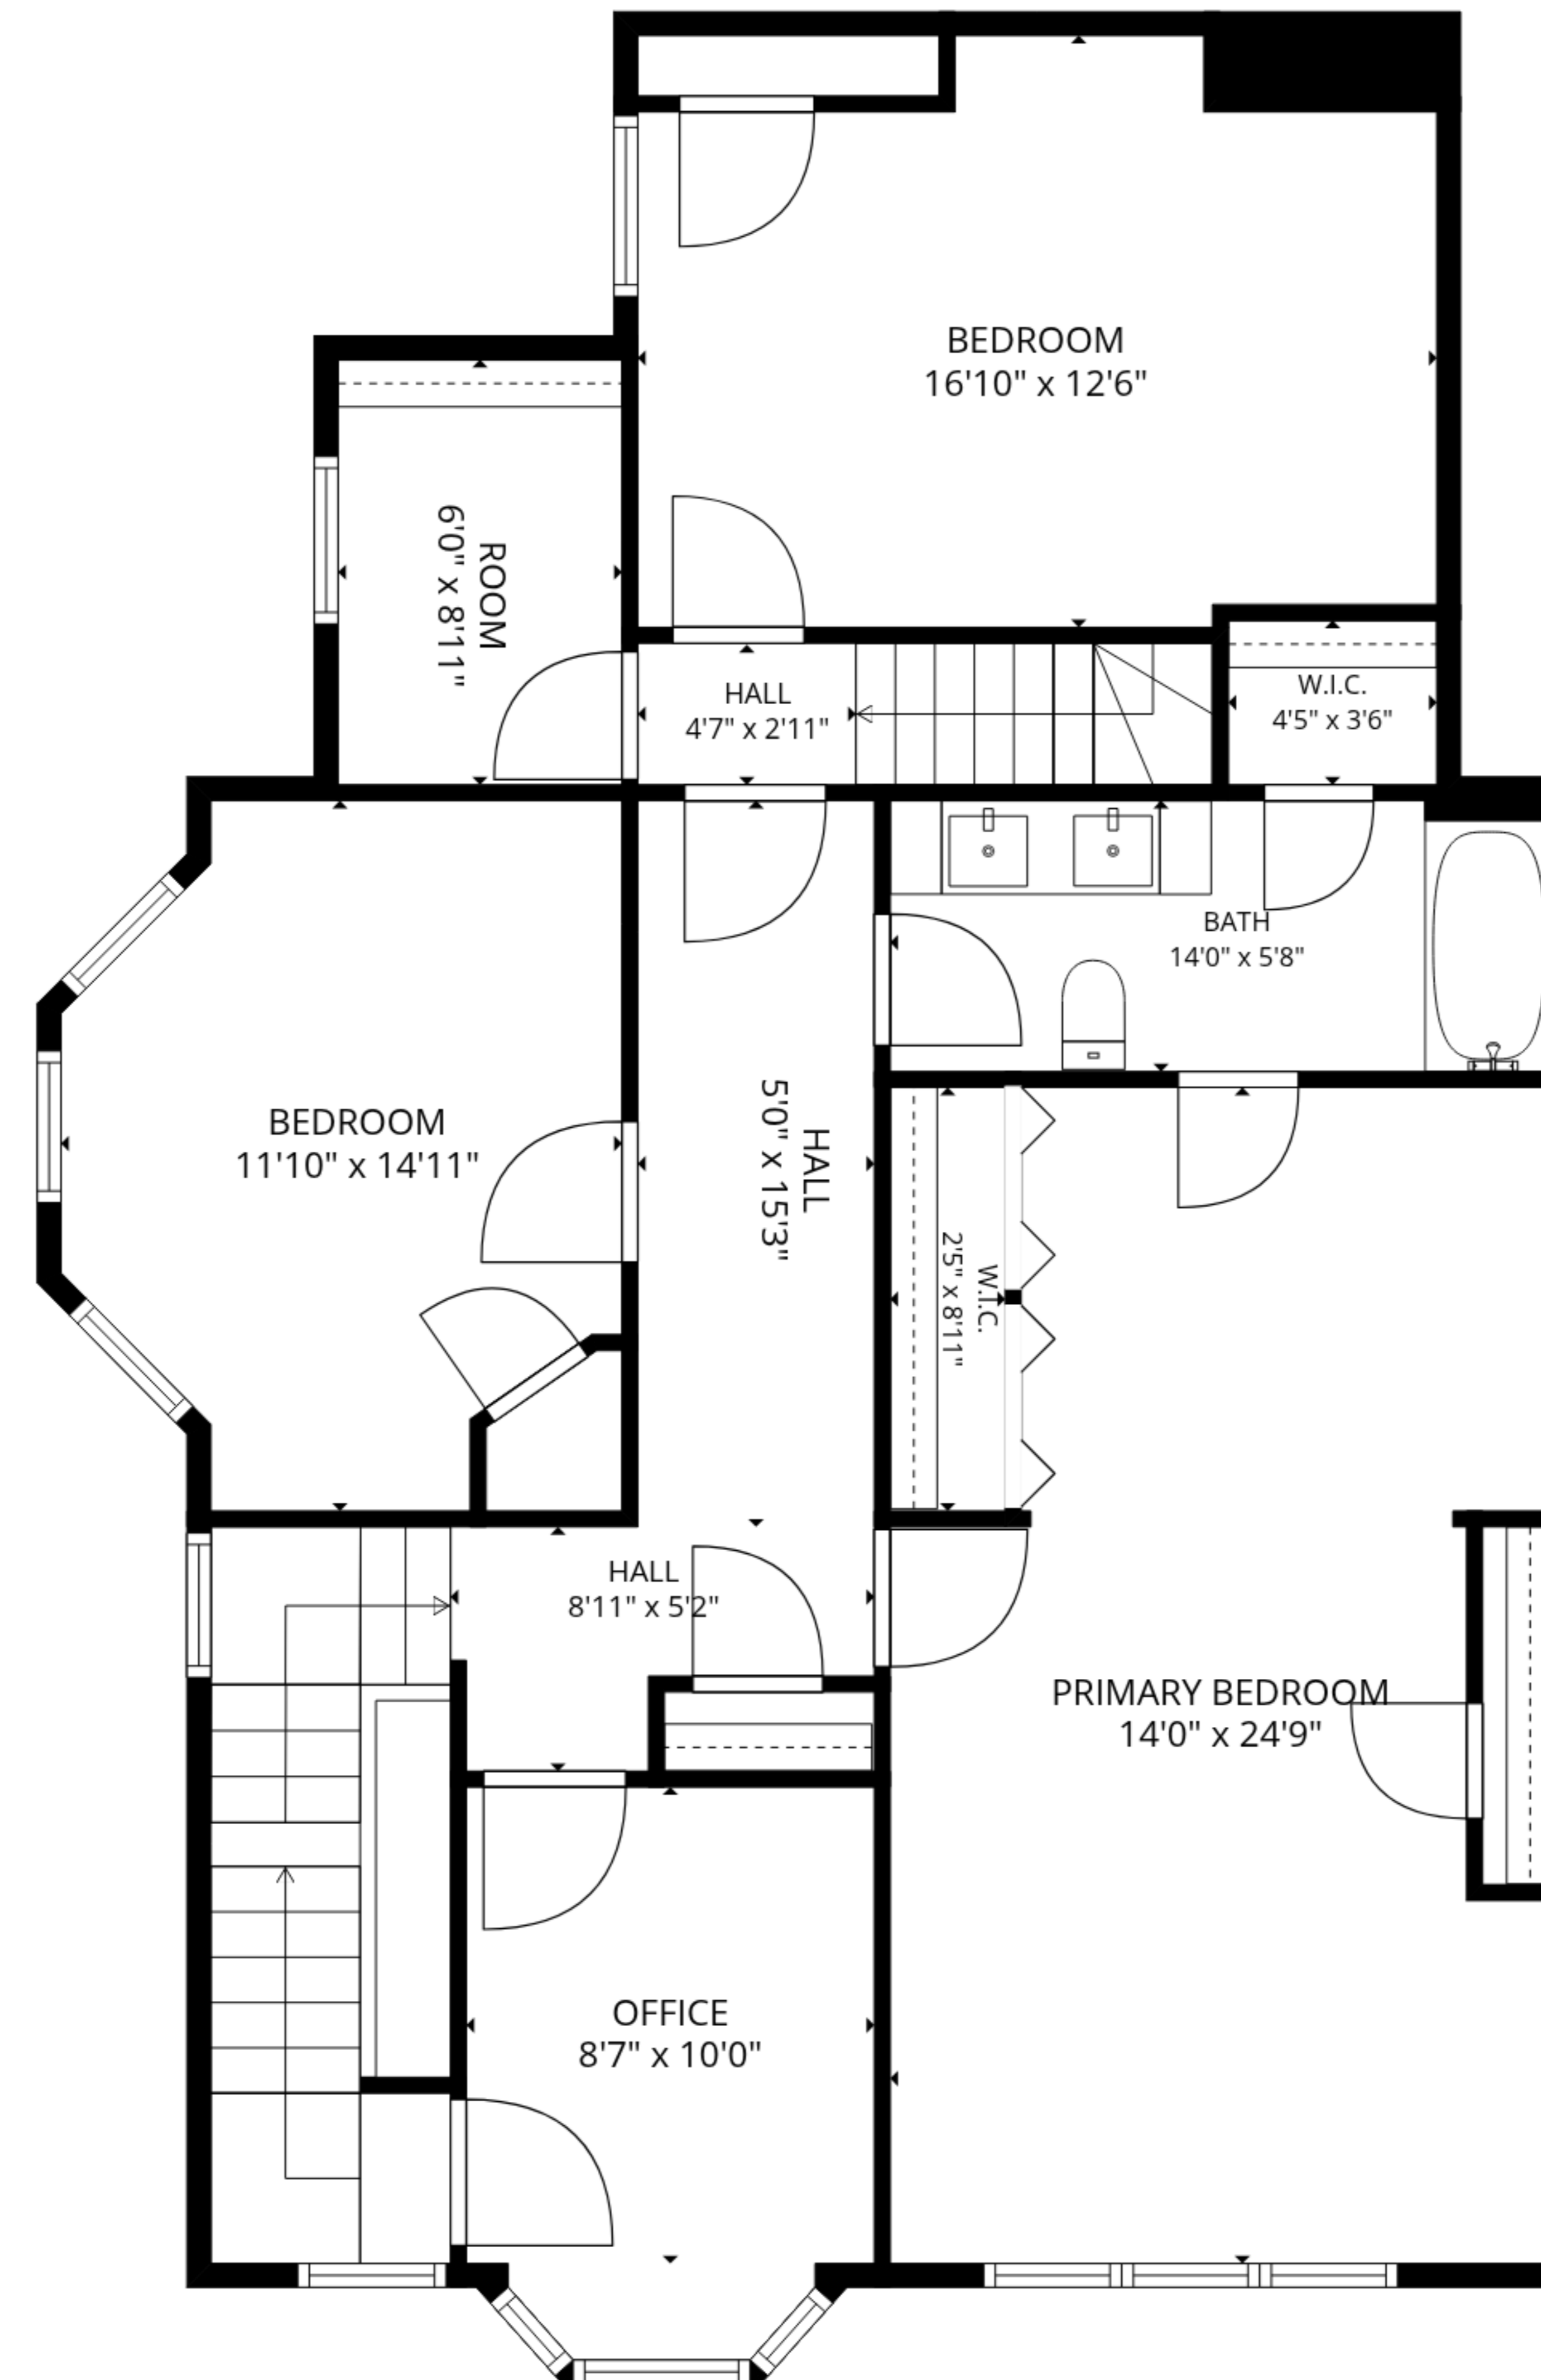 BEDROOM
16'10" x 12'6"
ROOM
6'0" x 8'11"
HALL
4'7" x 2'11"
W.I.C.
4'5" x 3'6"
BATH
14'0" x 5'8"
BEDROOM
11'10" x 14'11"
HALL
5'0" x 15'3"
W.I.C.
2'5" x 8'11"
HALL
8'11" x 5'2"
PRIMARY BEDROOM
14'0" x 24'9"
OFFICE
8'7" x 10'0"